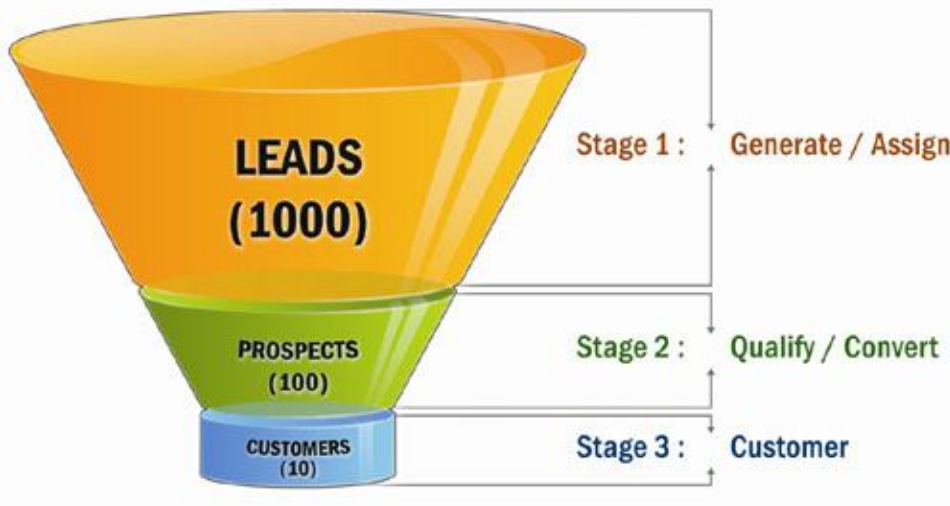 LEADS
(1000)
Stage 1 : Generate / Assign
PROSPECTS
(100)
Stage 2 : Qualify / Convert
CUSTOMERS
(10)
Stage 3 : Customer